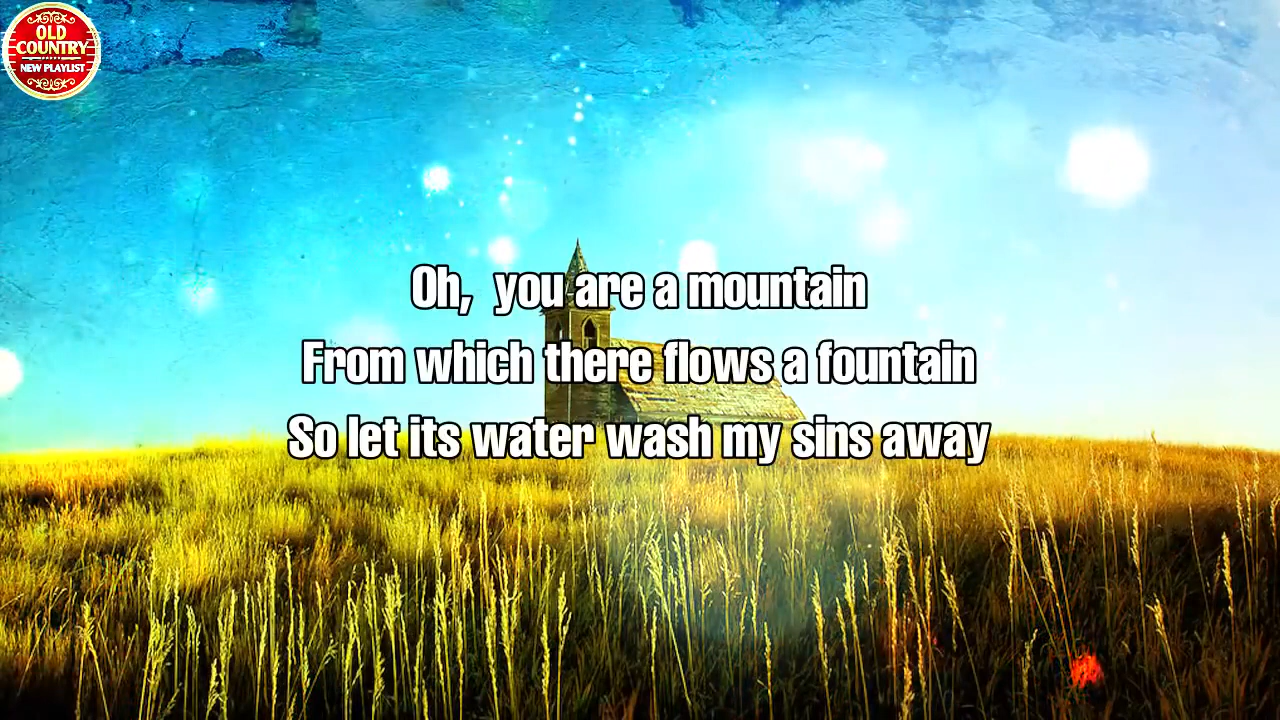 OLD
COUNTRY
NEW PLAYLIST
Oh, you are a mountain
From which there flows a fountain
So let its water wash my sins away